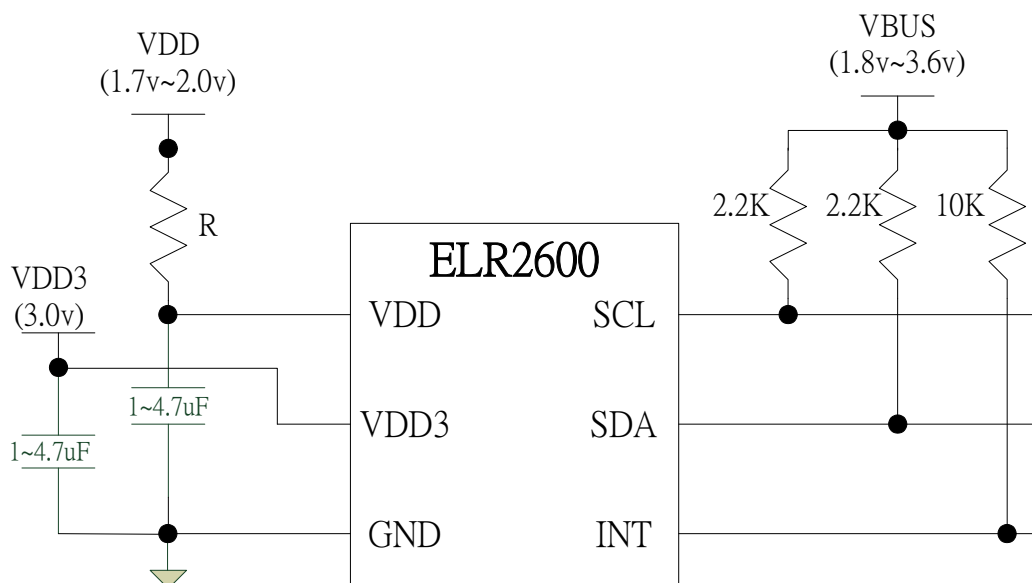 VDD
(1.7v~2.0v)
VBUS
(1.8v~3.6v)
R
2.2K
2.2K
10K
ELR2600
VDD3
(3.0v)
VDD
SCL
1~4.7uF
VDD3
SDA
1~4.7uF
GND
INT